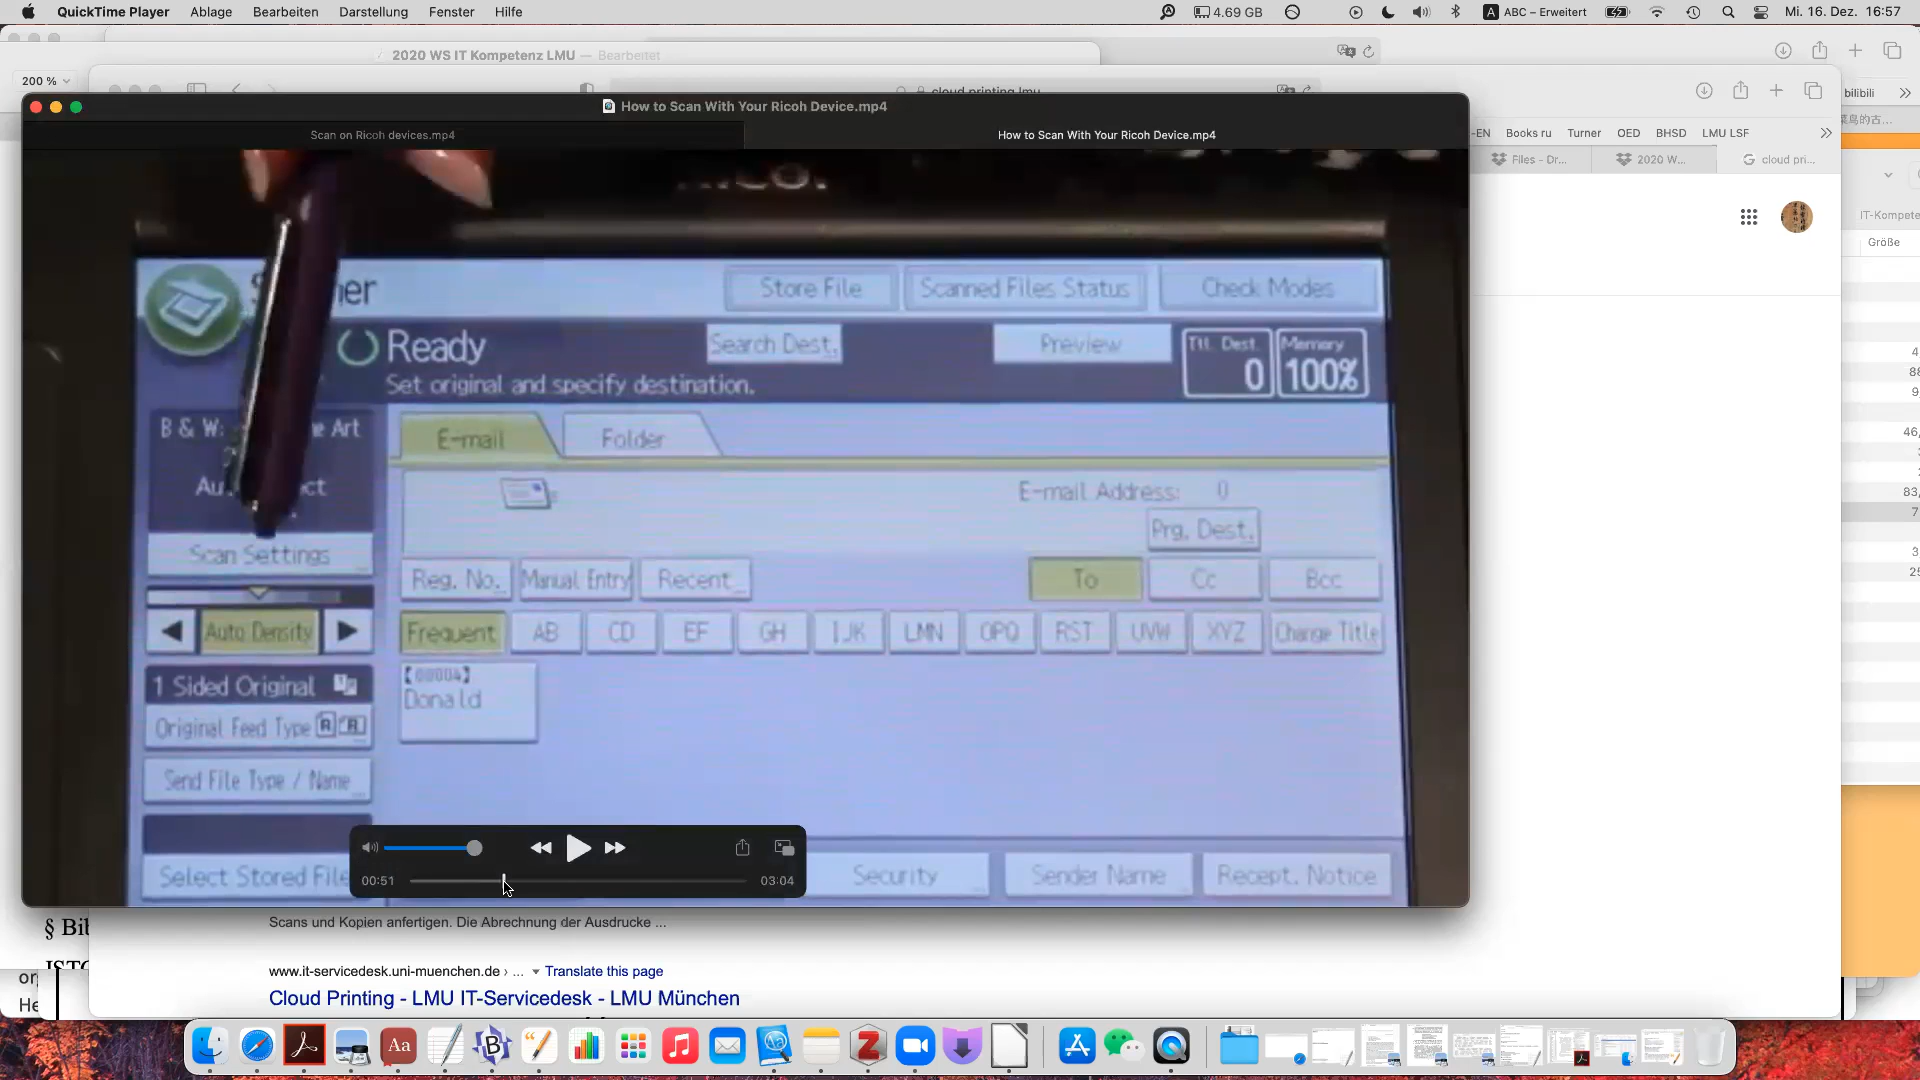 QuickTime Player Ablage Bearbeiten Darstellung Fenster Hilfe 4.69 GB ABC – Erweitert Mi. 16. Dez. 16:57
2020 WS IT Kompetenz LMU — Bearbeitet
200 %
cloud printing lmu
bilibili
How to Scan With Your Ricoh Device.mp4
Scan on Ricoh devices.mp4 How to Scan With Your Ricoh Device.mp4
-EN Books ru Turner OED BHSD LMU LSF
Files - Dr... 2020 W... cloud pri...
IT-Kompete
Größe
Store File Scanned Files Status Check Modes
Ready Search Dest. Preview Ttl. Dest. 0 Memory 100%
Set original and specify destination.
B & W: Art
E-mail Folder
E-mail Address: 0
Prg. Dest.
Scan Settings
Reg. No. Manual Entry Recent To Cc Bcc
Auto Density
Frequent AB CD EF GH IJK LMN OPQ RST UVW XYZ Change Title
[00004]
Donald
1 Sided Original
Original Feed Type
Send File Type / Name
Select Stored File Security Sender Name Recept. Notice
00:51 03:04
§ Bib
Scans und Kopien anfertigen. Die Abrechnung der Ausdrucke ...
www.it-servicedesk.uni-muenchen.de › ... Translate this page
Cloud Printing - LMU IT-Servicedesk - LMU München